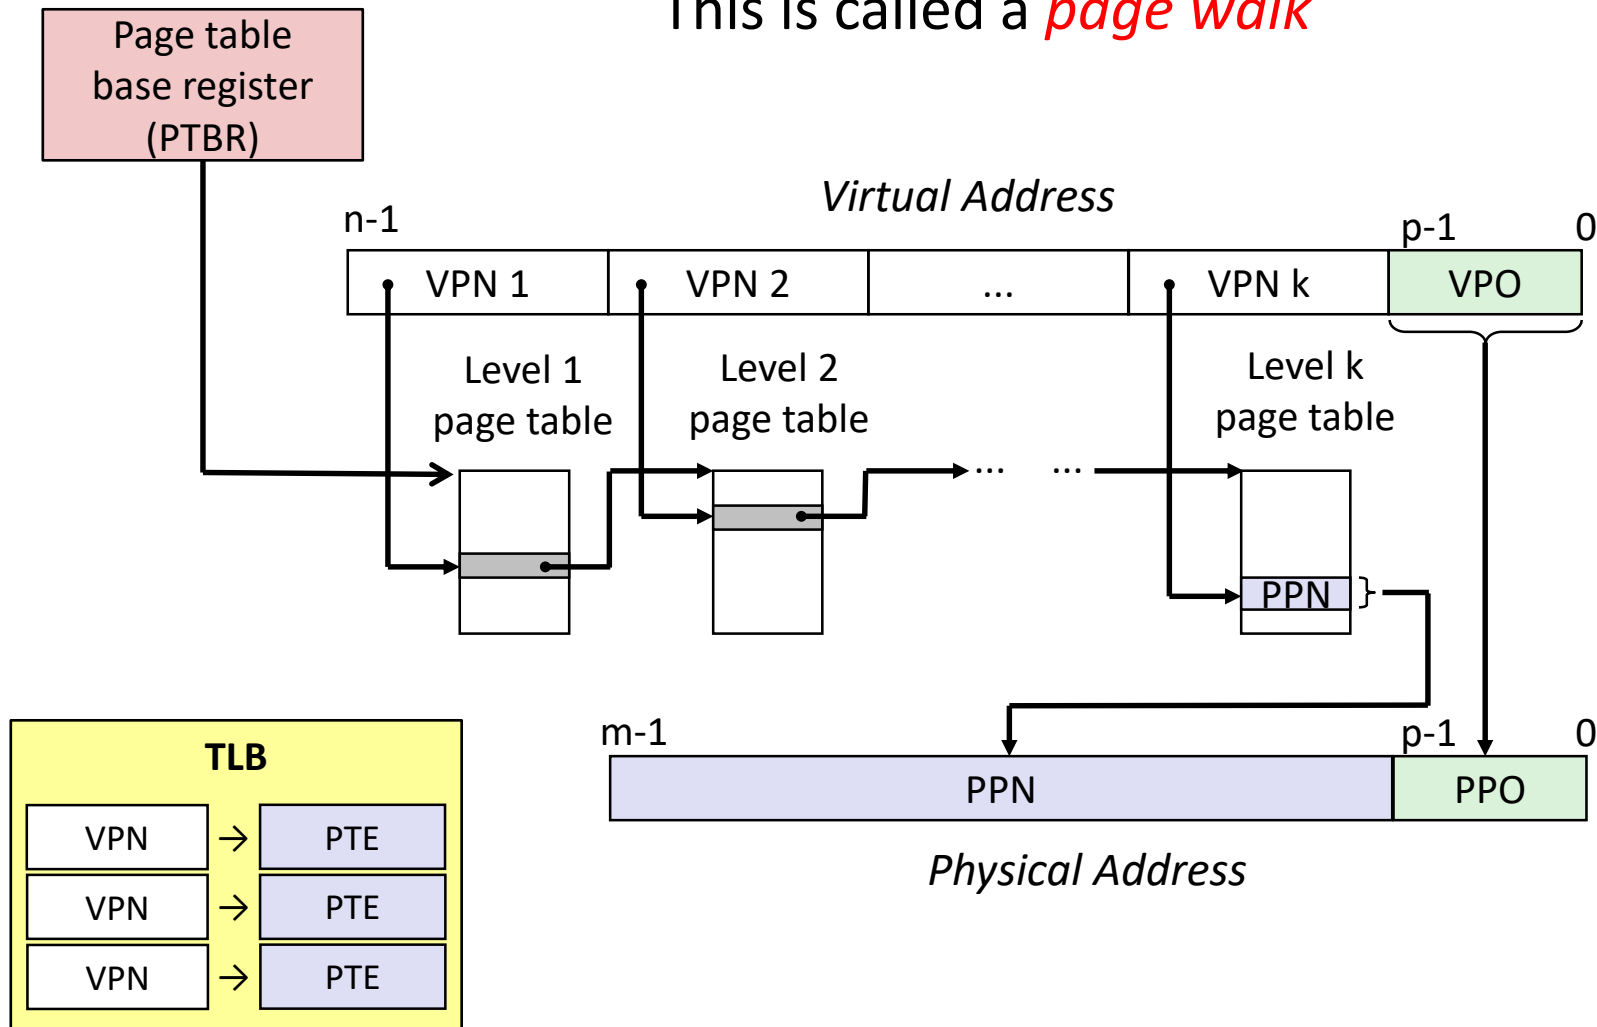 This is called a page walk
Page table
base register
(PTBR)
Virtual Address
n-1
p-1
0
VPN 1
VPN 2
...
VPN k
VPO
Level 1
page table
Level 2
page table
Level k
page table
...
...
PPN
m-1
p-1
0
PPN
PPO
Physical Address
TLB
VPN → PTE
VPN → PTE
VPN → PTE